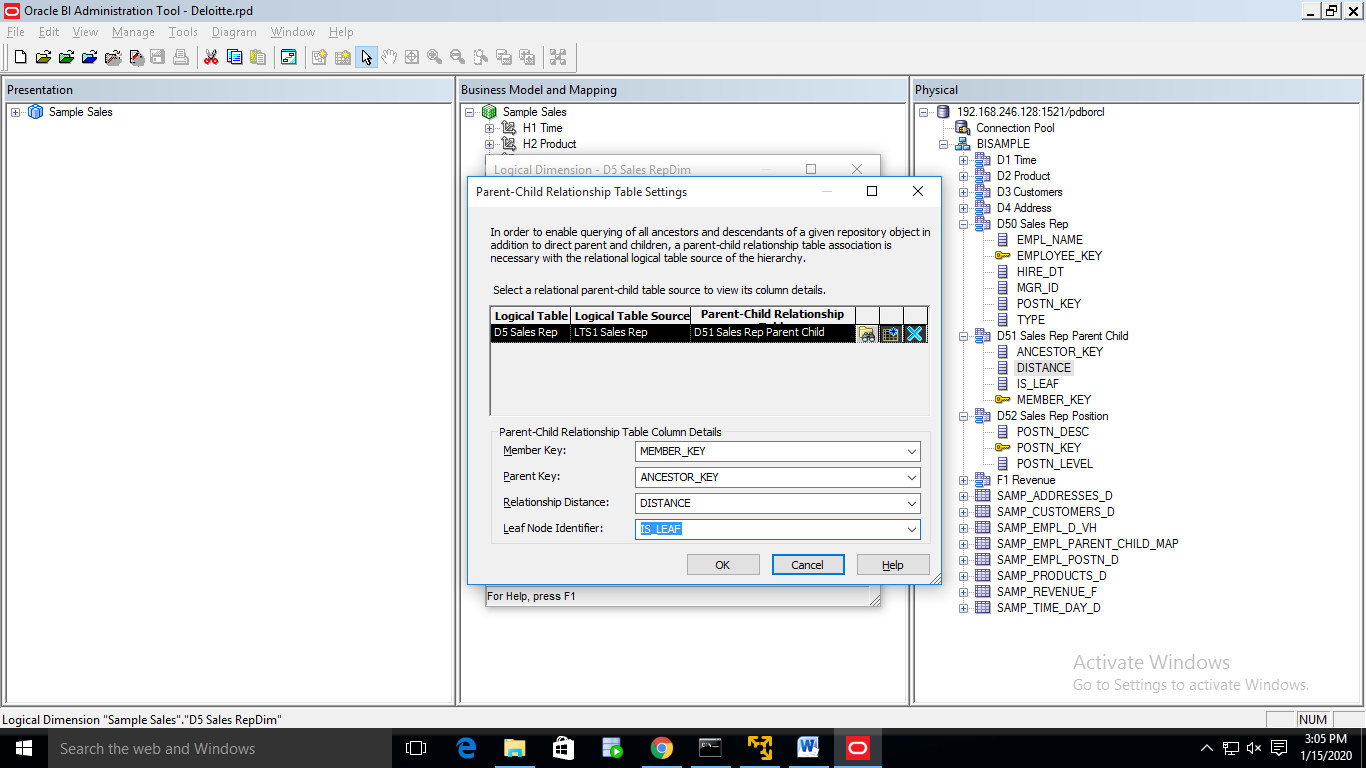 Oracle BI Administration Tool - Deloitte.rpd
File Edit View Manage Tools Diagram Window Help
Presentation
Sample Sales
Business Model and Mapping
Sample Sales
H1 Time
H2 Product
Logical Dimension - D5 Sales RepDim
Parent-Child Relationship Table Settings
In order to enable querying of all ancestors and descendants of a given repository object in
addition to direct parent and children, a parent-child relationship table association is
necessary with the relational logical table source of the hierarchy.
Select a relational parent-child table source to view its column details.
Logical Table Logical Table Source Parent-Child Relationship
D5 Sales Rep LTS1 Sales Rep D51 Sales Rep Parent Child
Parent-Child Relationship Table Column Details
Member Key: MEMBER_KEY
Parent Key: ANCESTOR_KEY
Relationship Distance: DISTANCE
Leaf Node Identifier: IS_LEAF
OK Cancel Help
For Help, press F1
Physical
192.168.246.128:1521/pdborcl
Connection Pool
BISAMPLE
D1 Time
D2 Product
D3 Customers
D4 Address
D50 Sales Rep
EMPL_NAME
EMPLOYEE_KEY
HIRE_DT
MGR_ID
POSTN_KEY
TYPE
D51 Sales Rep Parent Child
ANCESTOR_KEY
DISTANCE
IS_LEAF
MEMBER_KEY
D52 Sales Rep Position
POSTN_DESC
POSTN_KEY
POSTN_LEVEL
F1 Revenue
SAMP_ADDRESSES_D
SAMP_CUSTOMERS_D
SAMP_EMPL_D_VH
SAMP_EMPL_PARENT_CHILD_MAP
SAMP_EMPL_POSTN_D
SAMP_PRODUCTS_D
SAMP_REVENUE_F
SAMP_TIME_DAY_D
Activate Windows
Go to Settings to activate Windows.
Logical Dimension "Sample Sales"."D5 Sales RepDim"
NUM
Search the web and Windows
3:05 PM
1/15/2020